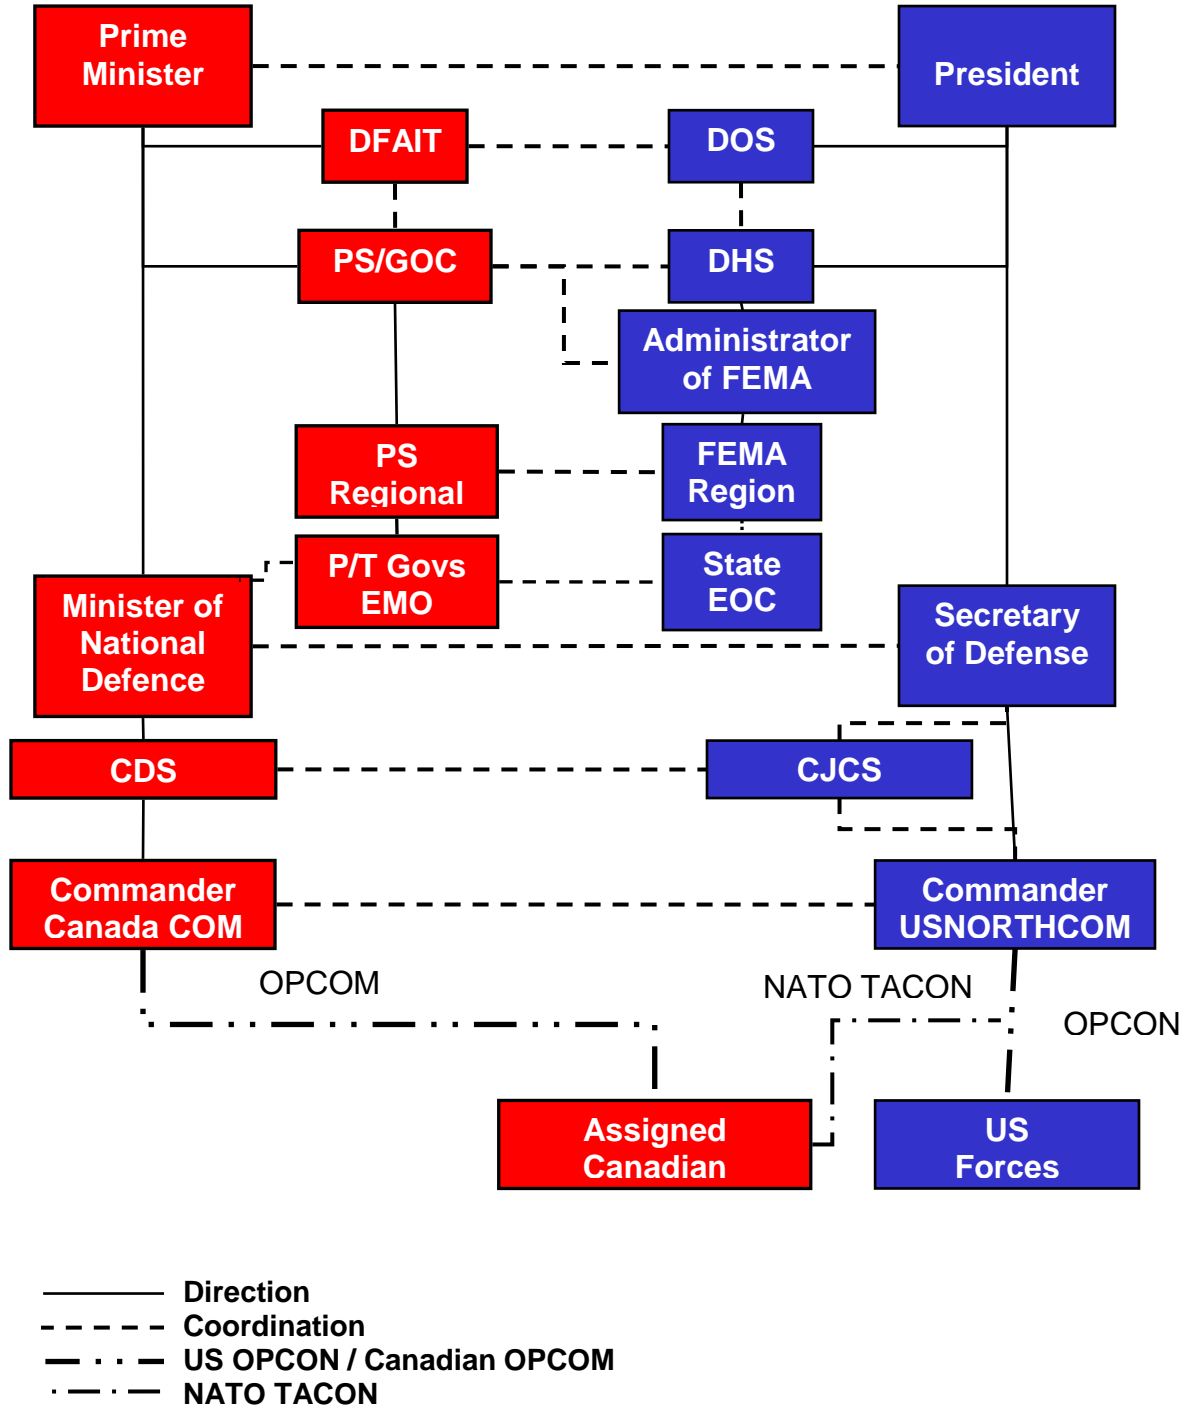 Prime
Minister
President
DFAIT
DOS
PS/GOC
DHS
Administrator
of FEMA
PS
Regional
FEMA
Region
P/T Govs
EMO
State
EOC
Minister of
National
Defence
Secretary
of Defense
CDS
CJCS
Commander
Canada COM
Commander
USNORTHCOM
OPCOM
NATO TACON
OPCON
Assigned
Canadian
US
Forces
Direction
Coordination
US OPCON / Canadian OPCOM
NATO TACON